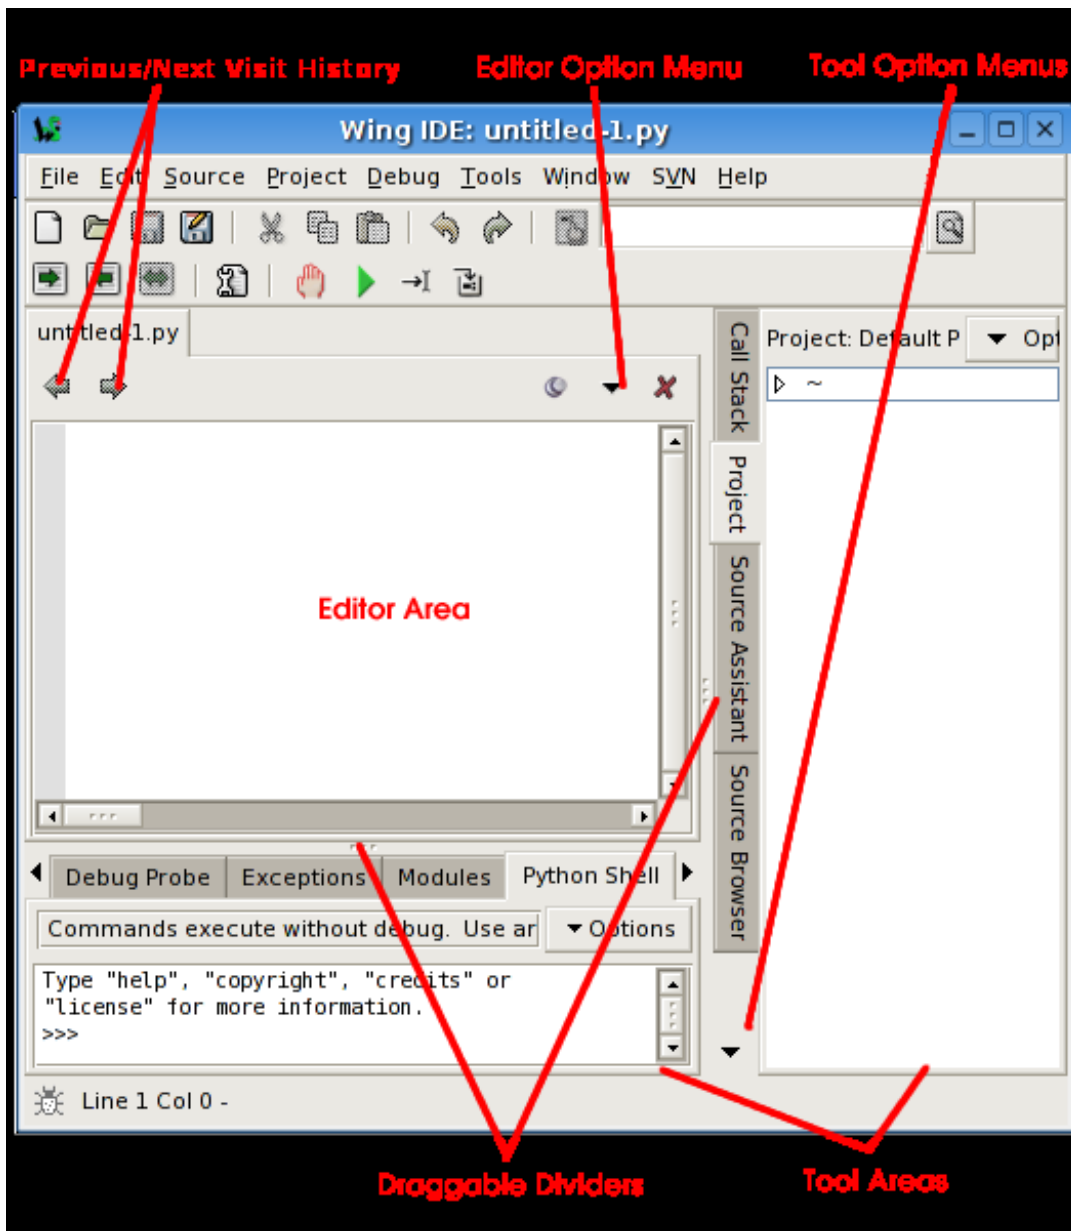 Previous/Next Visit History
Editor Option Menu
Tool Option Menus
Wing IDE: untitled-1.py
File Edit Source Project Debug Tools Window SVN Help
untitled-1.py
Call Stack
Project
Source Assistant
Source Browser
Project: Default P
Opt
~
Editor Area
Debug Probe
Exceptions
Modules
Python Shell
Commands execute without debug. Use ar
Options
Type "help", "copyright", "credits" or
"license" for more information.
>>>
Line 1 Col 0 -
Draggable Dividers
Tool Areas